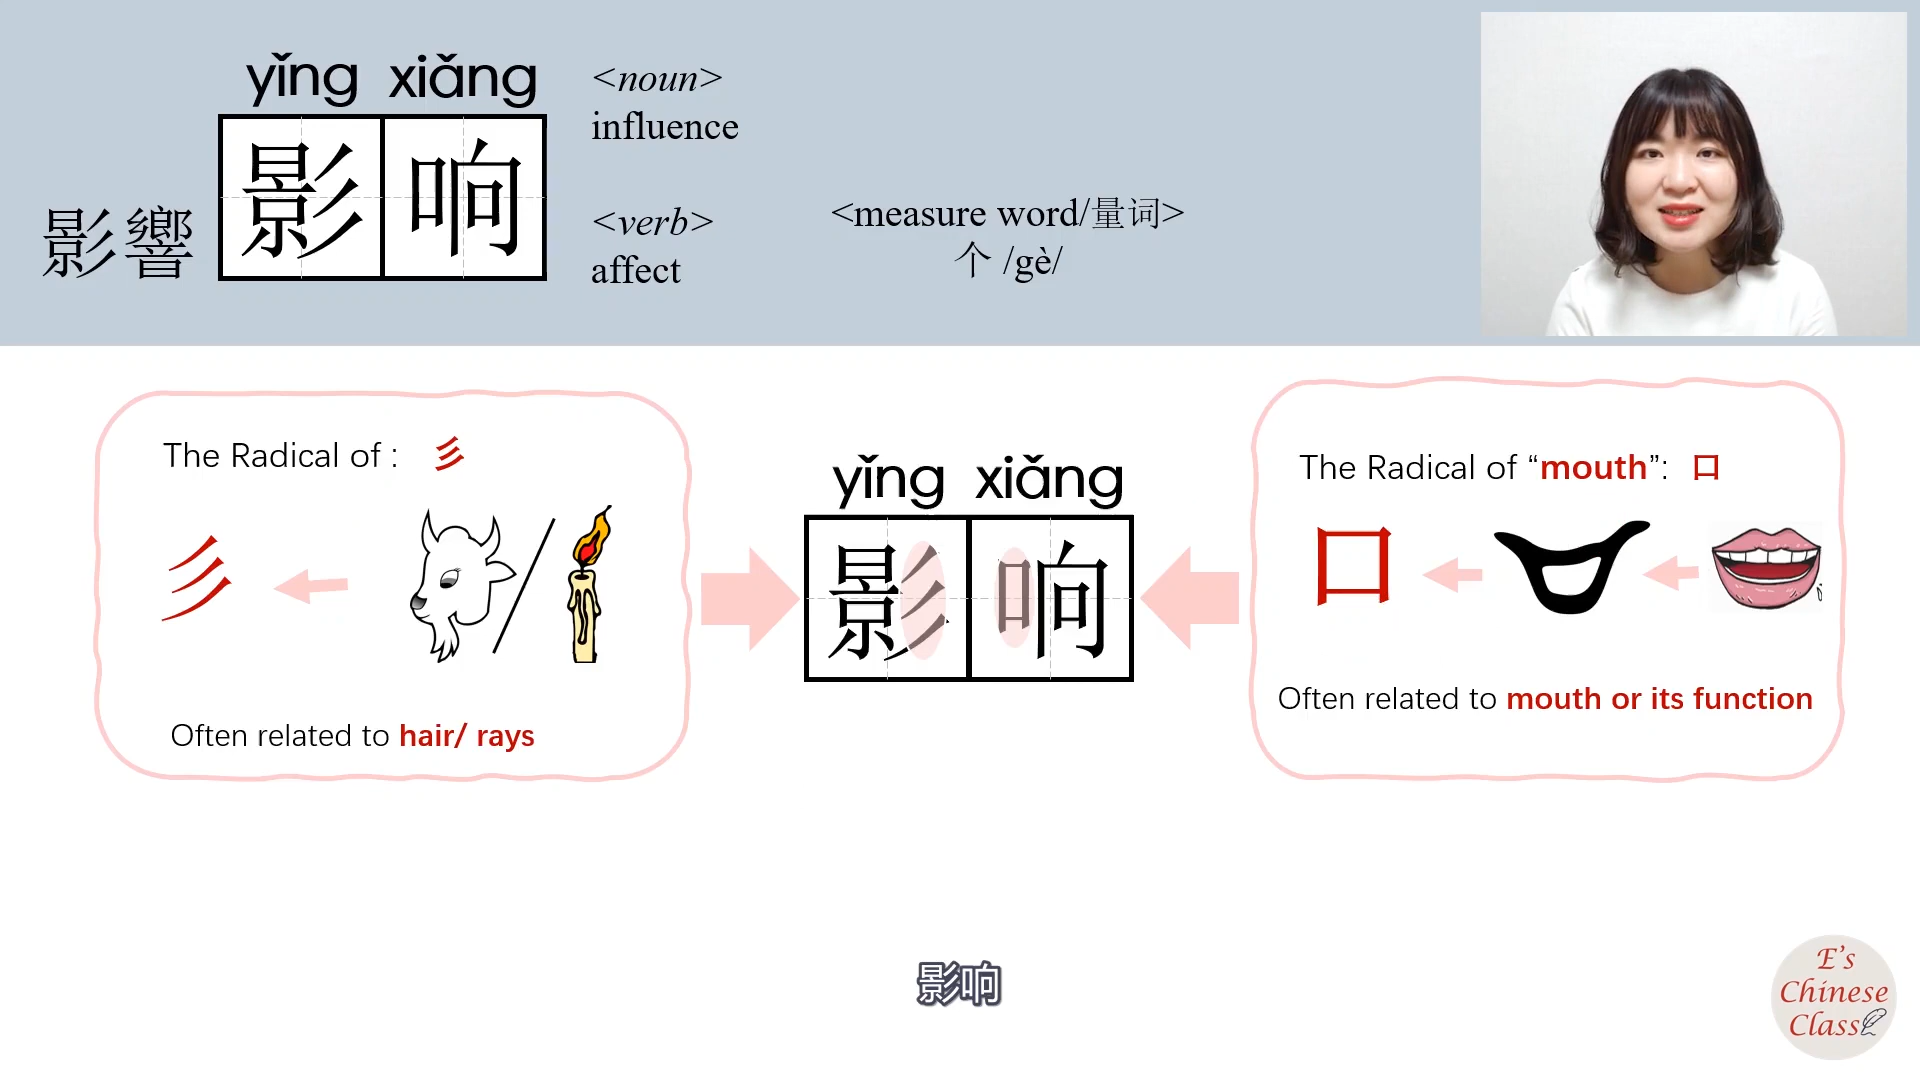 yǐng xiǎng
影响
影響
<noun>
influence
<verb>
affect
<measure word/量词>
个 /gè/
The Radical of : 彡
彡
Often related to hair/ rays
yǐng xiǎng
影响
The Radical of “mouth”: 口
口
Often related to mouth or its function
影响
E's
Chinese
Class